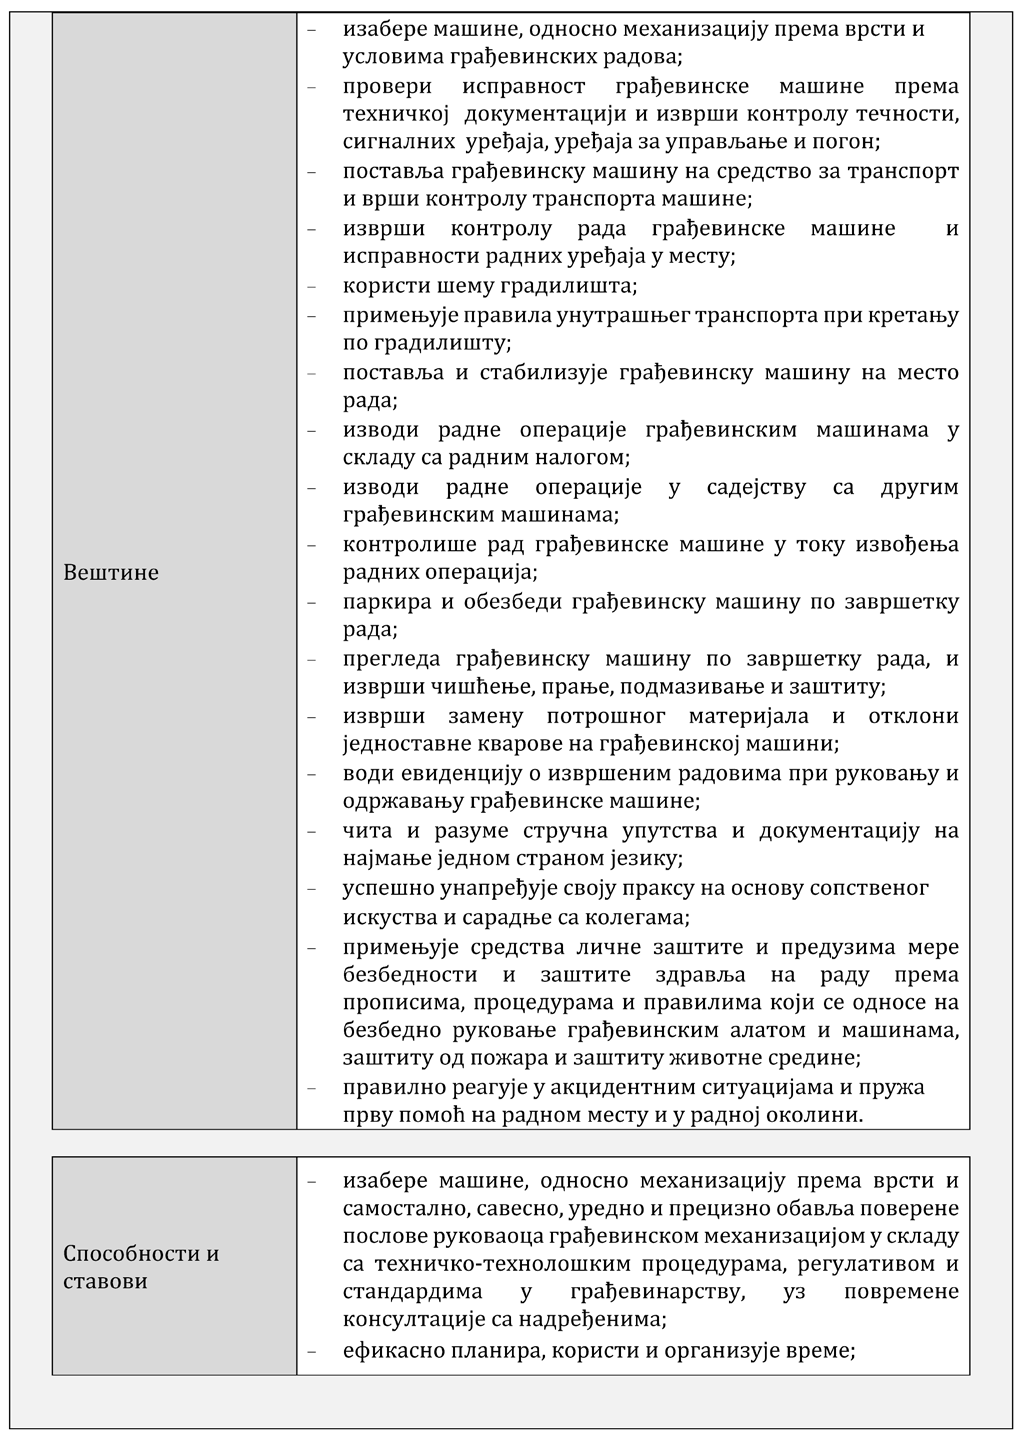 Вештине
– изабере машине, односно механизацију према врсти и
условима грађевинских радова;
– провери исправност грађевинске машине према
техничкој документацији и изврши контролу течности,
сигналних уређаја, уређаја за управљање и погон;
– поставља грађевинску машину на средство за транспорт
и врши контролу транспорта машине;
– изврши контролу рада грађевинске машине и
исправности радних уређаја у месту;
– користи шему градилишта;
– примењује правила унутрашњег транспорта при кретању
по градилишту;
– поставља и стабилизује грађевинску машину на место
рада;
– изводи радне операције грађевинским машинама у
складу са радним налогом;
– изводи радне операције у садејству са другим
грађевинским машинама;
– контролише рад грађевинске машине у току извођења
радних операција;
– паркира и обезбеди грађевинску машину по завршетку
рада;
– прегледа грађевинску машину по завршетку рада, и
изврши чишћење, прање, подмазивање и заштиту;
– изврши замену потрошног материјала и отклони
једноставне кварове на грађевинској машини;
– води евиденцију о извршеним радовима при руковању и
одржавању грађевинске машине;
– чита и разуме стручна упутства и документацију на
најмање једном страном језику;
– успешно унапређује своју праксу на основу сопственог
искуства и сарадње са колегама;
– примењује средства личне заштите и предузима мере
безбедности и заштите здравља на раду према
прописима, процедурама и правилима који се односе на
безбедно руковање грађевинским алатом и машинама,
заштиту од пожара и заштиту животне средине;
– правилно реагује у акцидентним ситуацијама и пружа
прву помоћ на радном месту и у радној околини.
Способности и
ставови
– изабере машине, односно механизацију према врсти и
самостално, савесно, уредно и прецизно обавља поверене
послове руковаоца грађевинском механизацијом у складу
са техничко-технолошким процедурама, регулативом и
стандардима у грађевинарству, уз повремене
консултације са надређенима;
– ефикасно планира, користи и организује време;